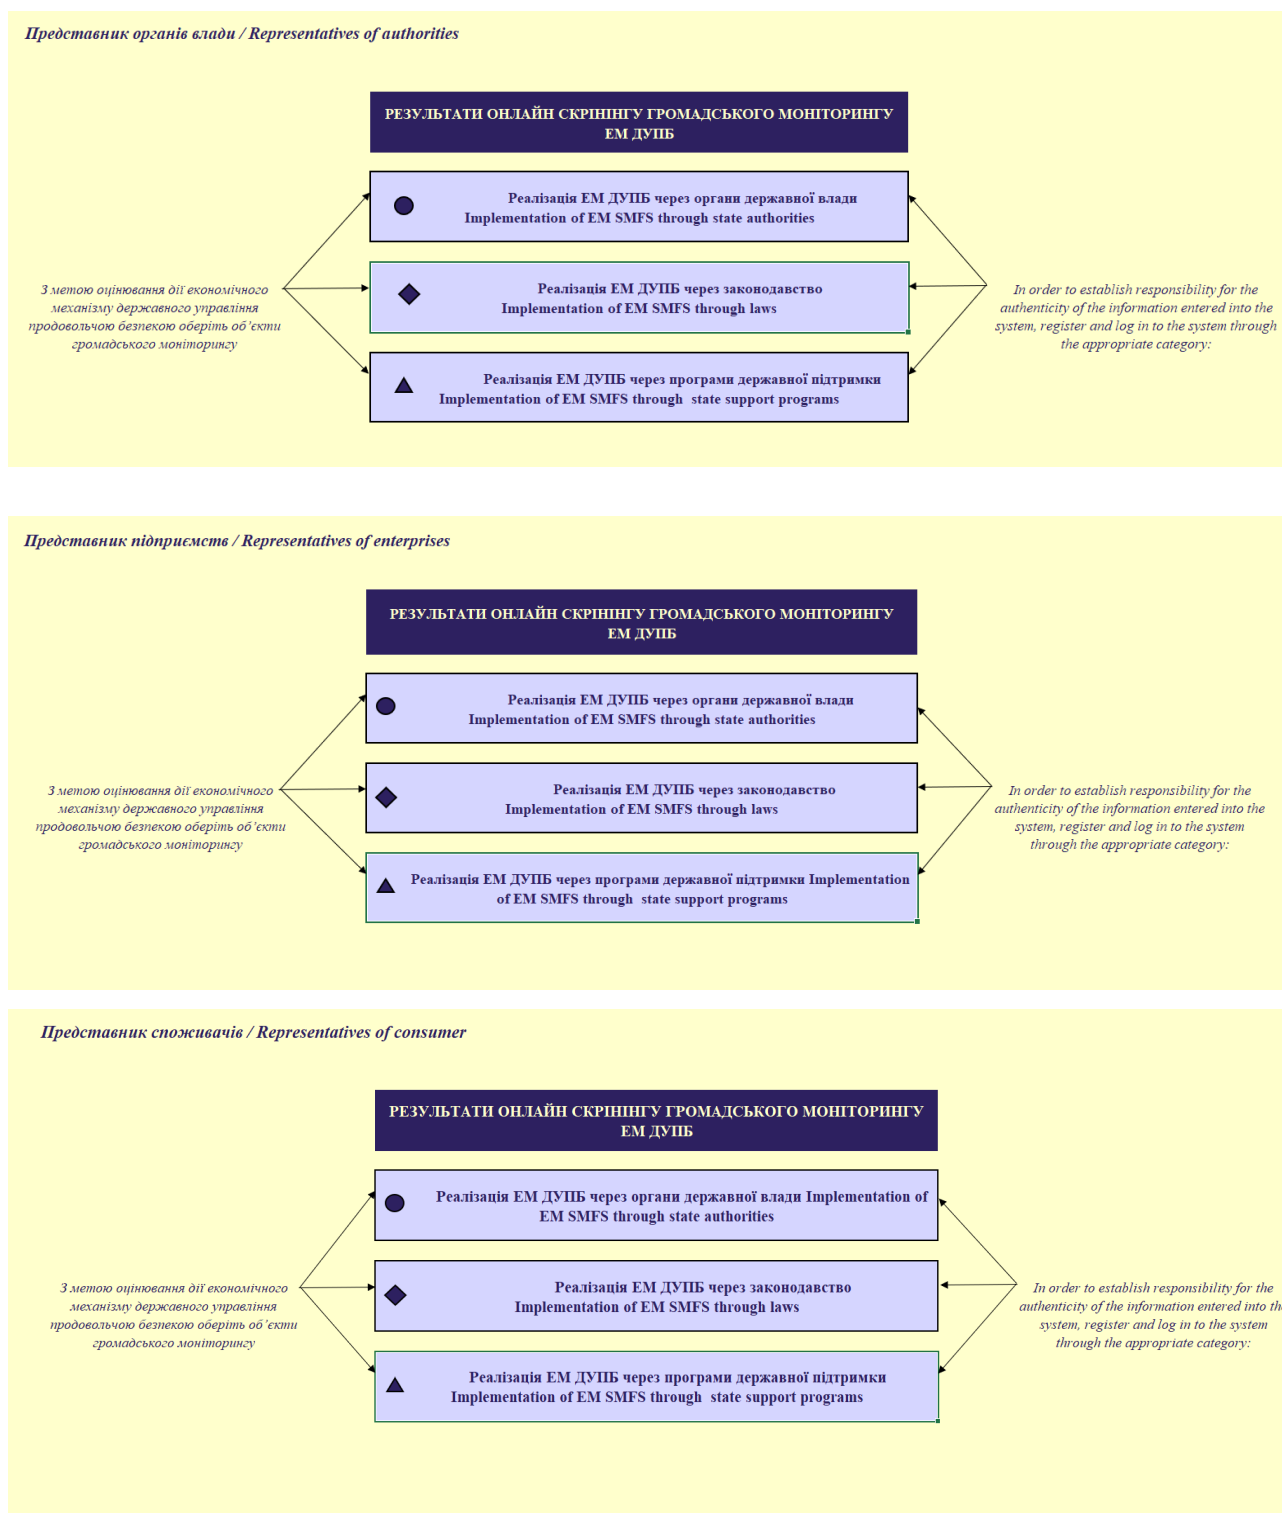 Представник органів влади / Representatives of authorities
РЕЗУЛЬТАТИ ОНЛАЙН СКРІНІНГУ ГРОМАДСЬКОГО МОНІТОРИНГУ
ЕМ ДУПБ
Реалізація ЕМ ДУПБ через органи державної влади
Implementation of EM SMFS through state authorities
Реалізація ЕМ ДУПБ через законодавство
Implementation of EM SMFS through laws
Реалізація ЕМ ДУПБ через програми державної підтримки
Implementation of EM SMFS through state support programs
З метою оцінювання дії економічного
механізму державного управління
продовольчою безпекою оберіть об’єкти
громадського моніторингу
In order to establish responsibility for the
authenticity of the information entered into the
system, register and log in to the system through
the appropriate category:
Представник підприємств / Representatives of enterprises
РЕЗУЛЬТАТИ ОНЛАЙН СКРІНІНГУ ГРОМАДСЬКОГО МОНІТОРИНГУ
ЕМ ДУПБ
Реалізація ЕМ ДУПБ через органи державної влади
Implementation of EM SMFS through state authorities
Реалізація ЕМ ДУПБ через законодавство
Implementation of EM SMFS through laws
Реалізація ЕМ ДУПБ через програми державної підтримки Implementation
of EM SMFS through state support programs
З метою оцінювання дії економічного
механізму державного управління
продовольчою безпекою оберіть об’єкти
громадського моніторингу
In order to establish responsibility for the
authenticity of the information entered into the
system, register and log in to the system
through the appropriate category:
Представник споживачів / Representatives of consumer
РЕЗУЛЬТАТИ ОНЛАЙН СКРІНІНГУ ГРОМАДСЬКОГО МОНІТОРИНГУ
ЕМ ДУПБ
Реалізація ЕМ ДУПБ через органи державної влади Implementation of
EM SMFS through state authorities
Реалізація ЕМ ДУПБ через законодавство
Implementation of EM SMFS through laws
Реалізація ЕМ ДУПБ через програми державної підтримки
Implementation of EM SMFS through state support programs
З метою оцінювання дії економічного
механізму державного управління
продовольчою безпекою оберіть об’єкти
громадського моніторингу
In order to establish responsibility for the
authenticity of the information entered into the
system, register and log in to the system
through the appropriate category: